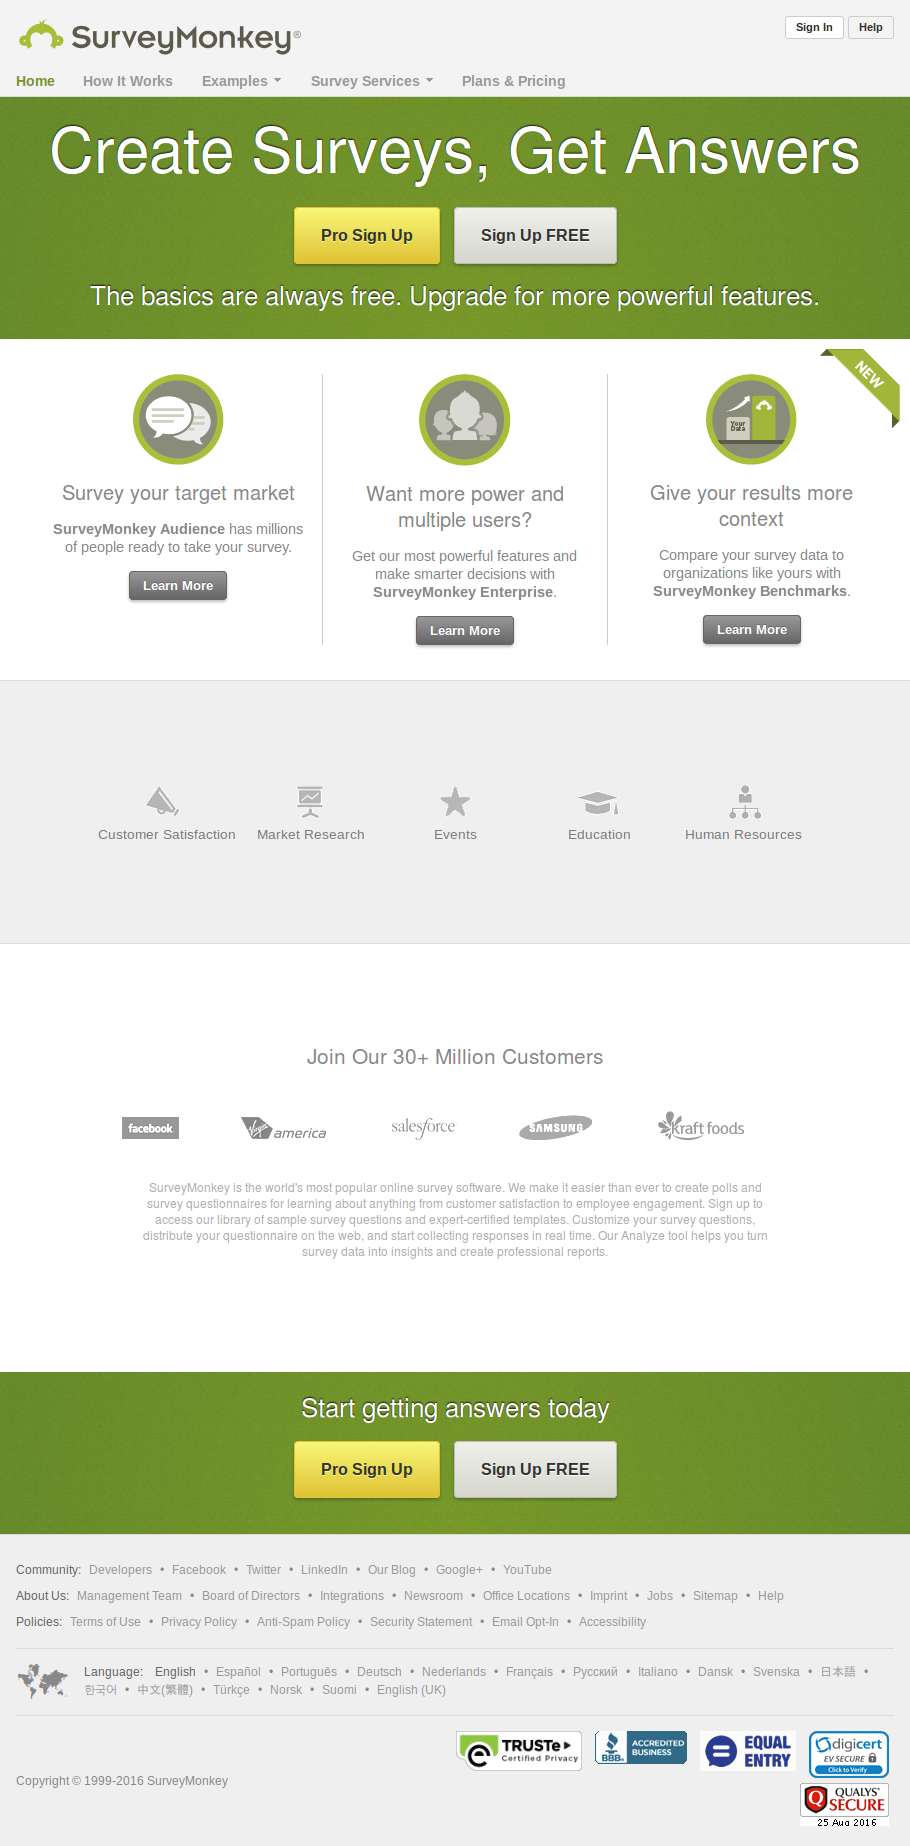 SurveyMonkey®
Sign In
Help
Home
How It Works
Examples
Survey Services
Plans & Pricing
Create Surveys, Get Answers
Pro Sign Up
Sign Up FREE
The basics are always free. Upgrade for more powerful features.
NEW
Your
Data
Survey your target market
SurveyMonkey Audience has millions
of people ready to take your survey.
Learn More
Want more power and
multiple users?
Get our most powerful features and
make smarter decisions with
SurveyMonkey Enterprise.
Learn More
Give your results more
context
Compare your survey data to
organizations like yours with
SurveyMonkey Benchmarks.
Learn More
Customer Satisfaction
Market Research
Events
Education
Human Resources
Join Our 30+ Million Customers
facebook
Virgin america
salesforce
SAMSUNG
kraft foods
SurveyMonkey is the world's most popular online survey software. We make it easier than ever to create polls and
survey questionnaires for learning about anything from customer satisfaction to employee engagement. Sign up to
access our library of sample survey questions and expert-certified templates. Customize your survey questions,
distribute your questionnaire on the web, and start collecting responses in real time. Our Analyze tool helps you turn
survey data into insights and create professional reports.
Start getting answers today
Pro Sign Up
Sign Up FREE
Community: Developers • Facebook • Twitter • LinkedIn • Our Blog • Google+ • YouTube
About Us: Management Team • Board of Directors • Integrations • Newsroom • Office Locations • Imprint • Jobs • Sitemap • Help
Policies: Terms of Use • Privacy Policy • Anti-Spam Policy • Security Statement • Email Opt-In • Accessibility
Language: English • Español • Português • Deutsch • Nederlands • Français • Русский • Italiano • Dansk • Svenska • 日本語 •
한국어 • 中文(繁體) • Türkçe • Norsk • Suomi • English (UK)
TRUSTe
Certified Privacy
BBB.
ACCREDITED
BUSINESS
EQUAL
ENTRY
digicert
EV SECURE
Click to Verify
Copyright © 1999-2016 SurveyMonkey
QUALYS®
SECURE
25 Aug 2016